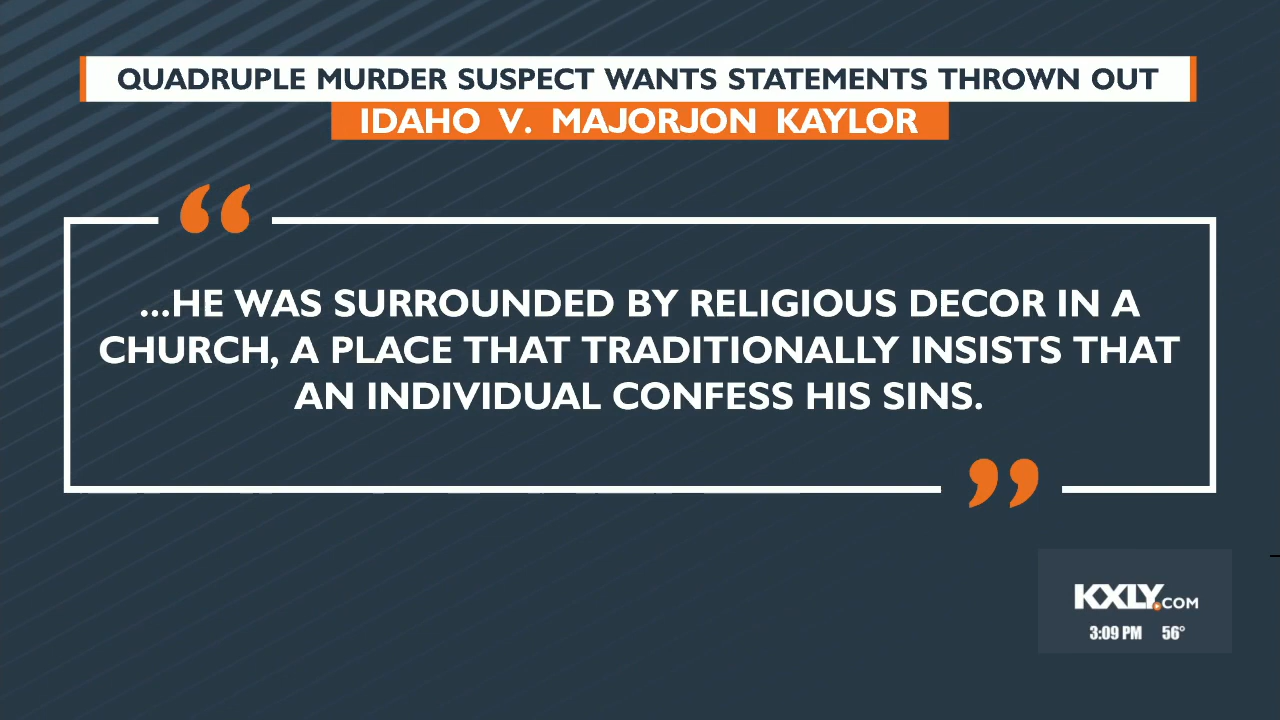 QUADRUPLE MURDER SUSPECT WANTS STATEMENTS THROWN OUT
IDAHO V. MAJORJON KAYLOR
“
...HE WAS SURROUNDED BY RELIGIOUS DECOR IN A
CHURCH, A PLACE THAT TRADITIONALLY INSISTS THAT
AN INDIVIDUAL CONFESS HIS SINS.
”
KXLY.COM
3:09 PM 56°